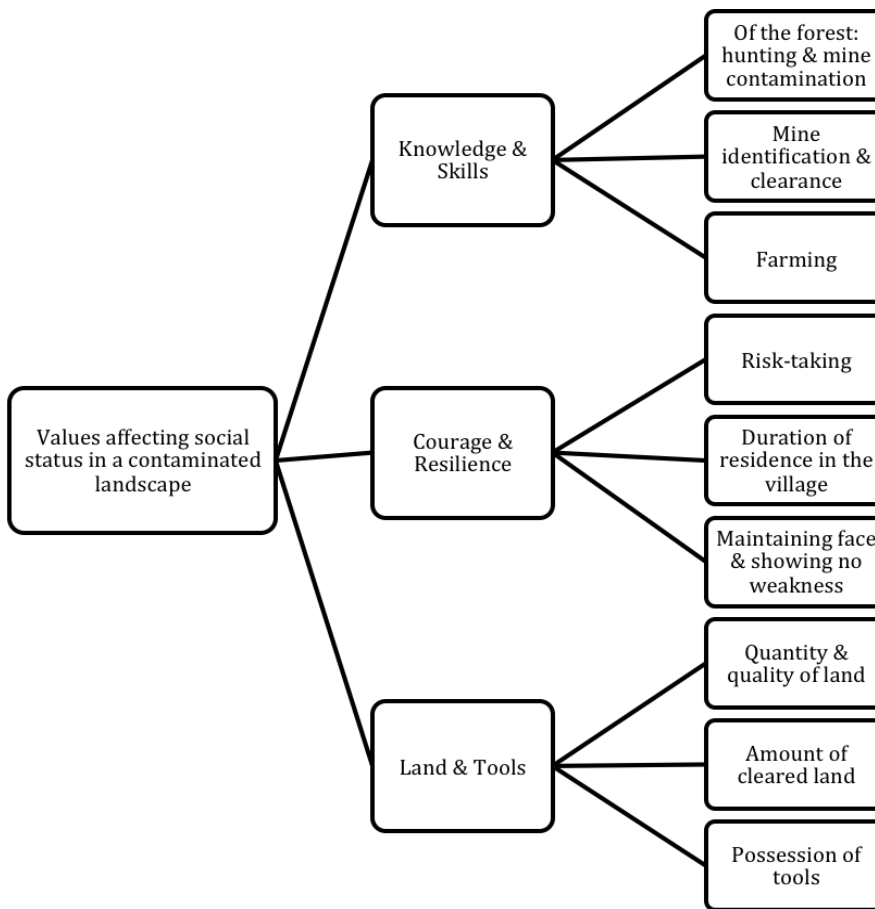 Values affecting social
status in a contaminated
landscape
Knowledge &
Skills
Of the forest:
hunting & mine
contamination
Mine
identification &
clearance
Farming
Courage &
Resilience
Risk-taking
Duration of
residence in the
village
Maintaining face
& showing no
weakness
Land & Tools
Quantity &
quality of land
Amount of
cleared land
Possession of
tools